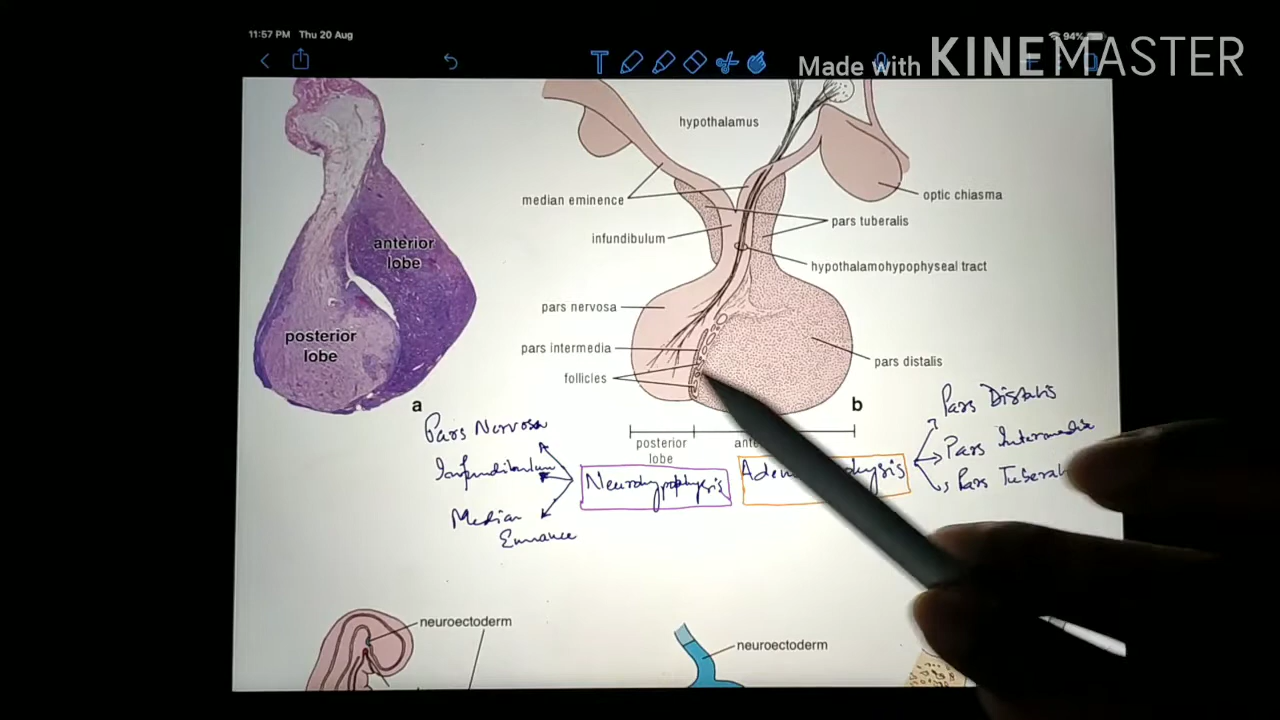 11:57 PM Thu 20 Aug
94%
Made with KINEMASTER
T
hypothalamus
median eminence
optic chiasma
pars tuberalis
infundibulum
hypothalamohypophyseal tract
anterior
lobe
pars nervosa
posterior
lobe
pars intermedia
pars distalis
follicles
a
b
posterior
lobe
Pars Nervosa
Infundibulum
Median
Neurohypophysis
Pars Distalis
Pars Intermedia
Pars
neuroectoderm
neuroectoderm